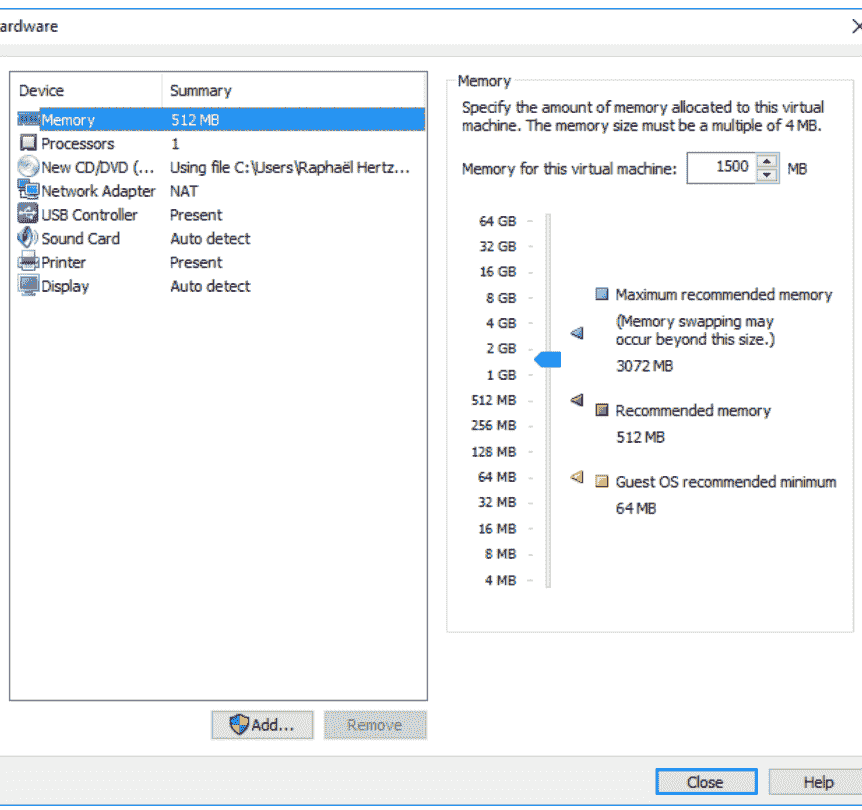 ardware
Device Summary
Memory 512 MB
Processors 1
New CD/DVD (... Using file C:\Users\Raphaël Hertz...
Network Adapter NAT
USB Controller Present
Sound Card Auto detect
Printer Present
Display Auto detect
Add...
Remove
Memory
Specify the amount of memory allocated to this virtual
machine. The memory size must be a multiple of 4 MB.
Memory for this virtual machine: 1500 MB
64 GB
32 GB
16 GB
8 GB
4 GB
2 GB
1 GB
512 MB
256 MB
128 MB
64 MB
32 MB
16 MB
8 MB
4 MB
Maximum recommended memory
(Memory swapping may
occur beyond this size.)
3072 MB
Recommended memory
512 MB
Guest OS recommended minimum
64 MB
Close
Help